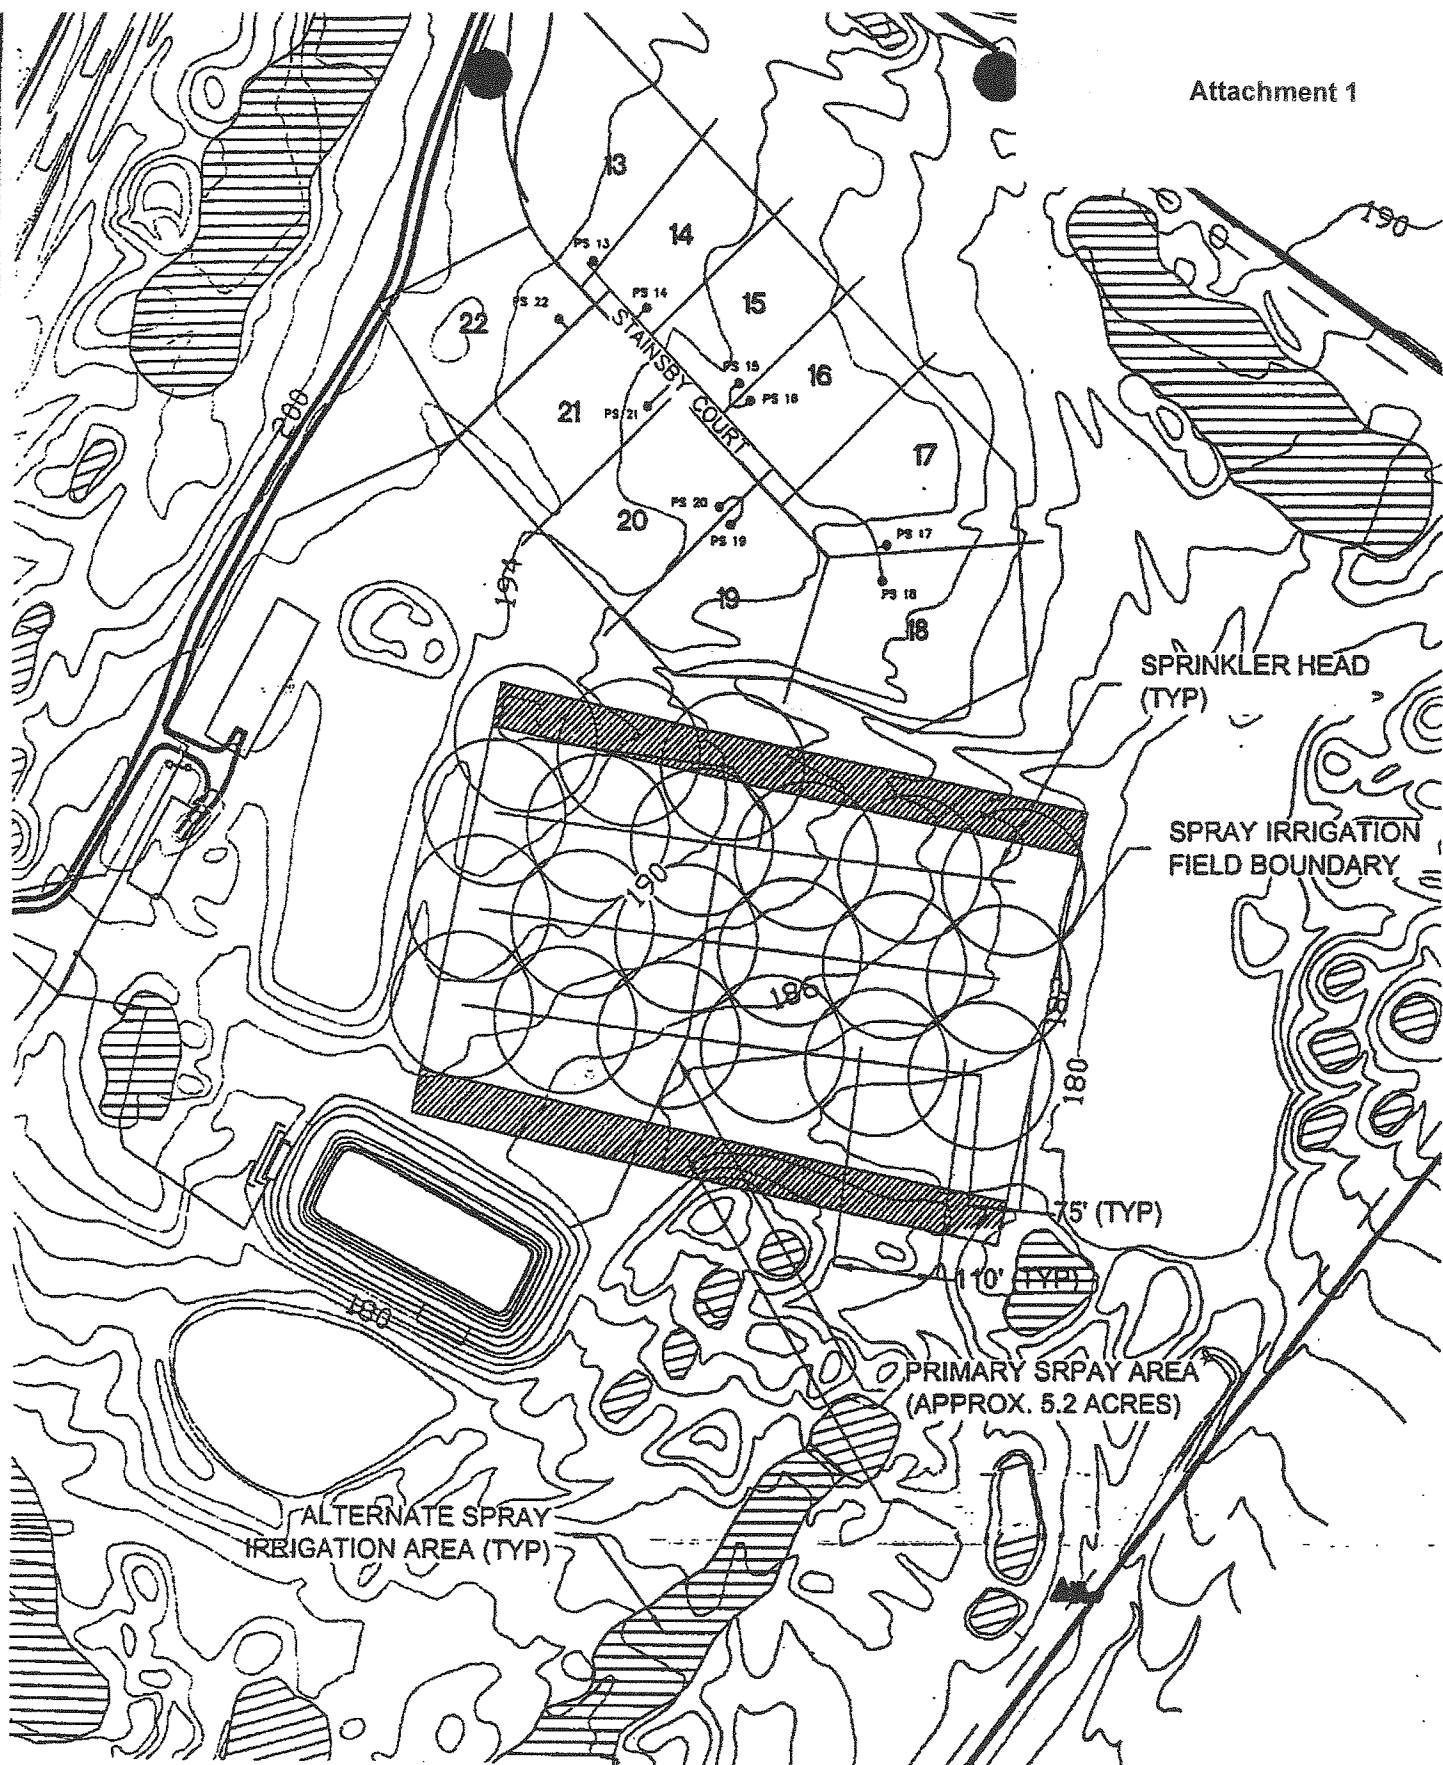 Attachment 1
13
190
14
PS 13
PS 14
15
PS 22
22
STAINSBY COURT
PS 15
16
PS 16
200
21
PS 21
17
PS 20
20
PS 19
PS 17
194
PS 18
19
18
SPRINKLER HEAD
(TYP)
SPRAY IRRIGATION
FIELD BOUNDARY
190
186
182
180
75' (TYP)
110' (TYP)
180
PRIMARY SRPAY AREA
(APPROX. 5.2 ACRES)
ALTERNATE SPRAY
IRRIGATION AREA (TYP)